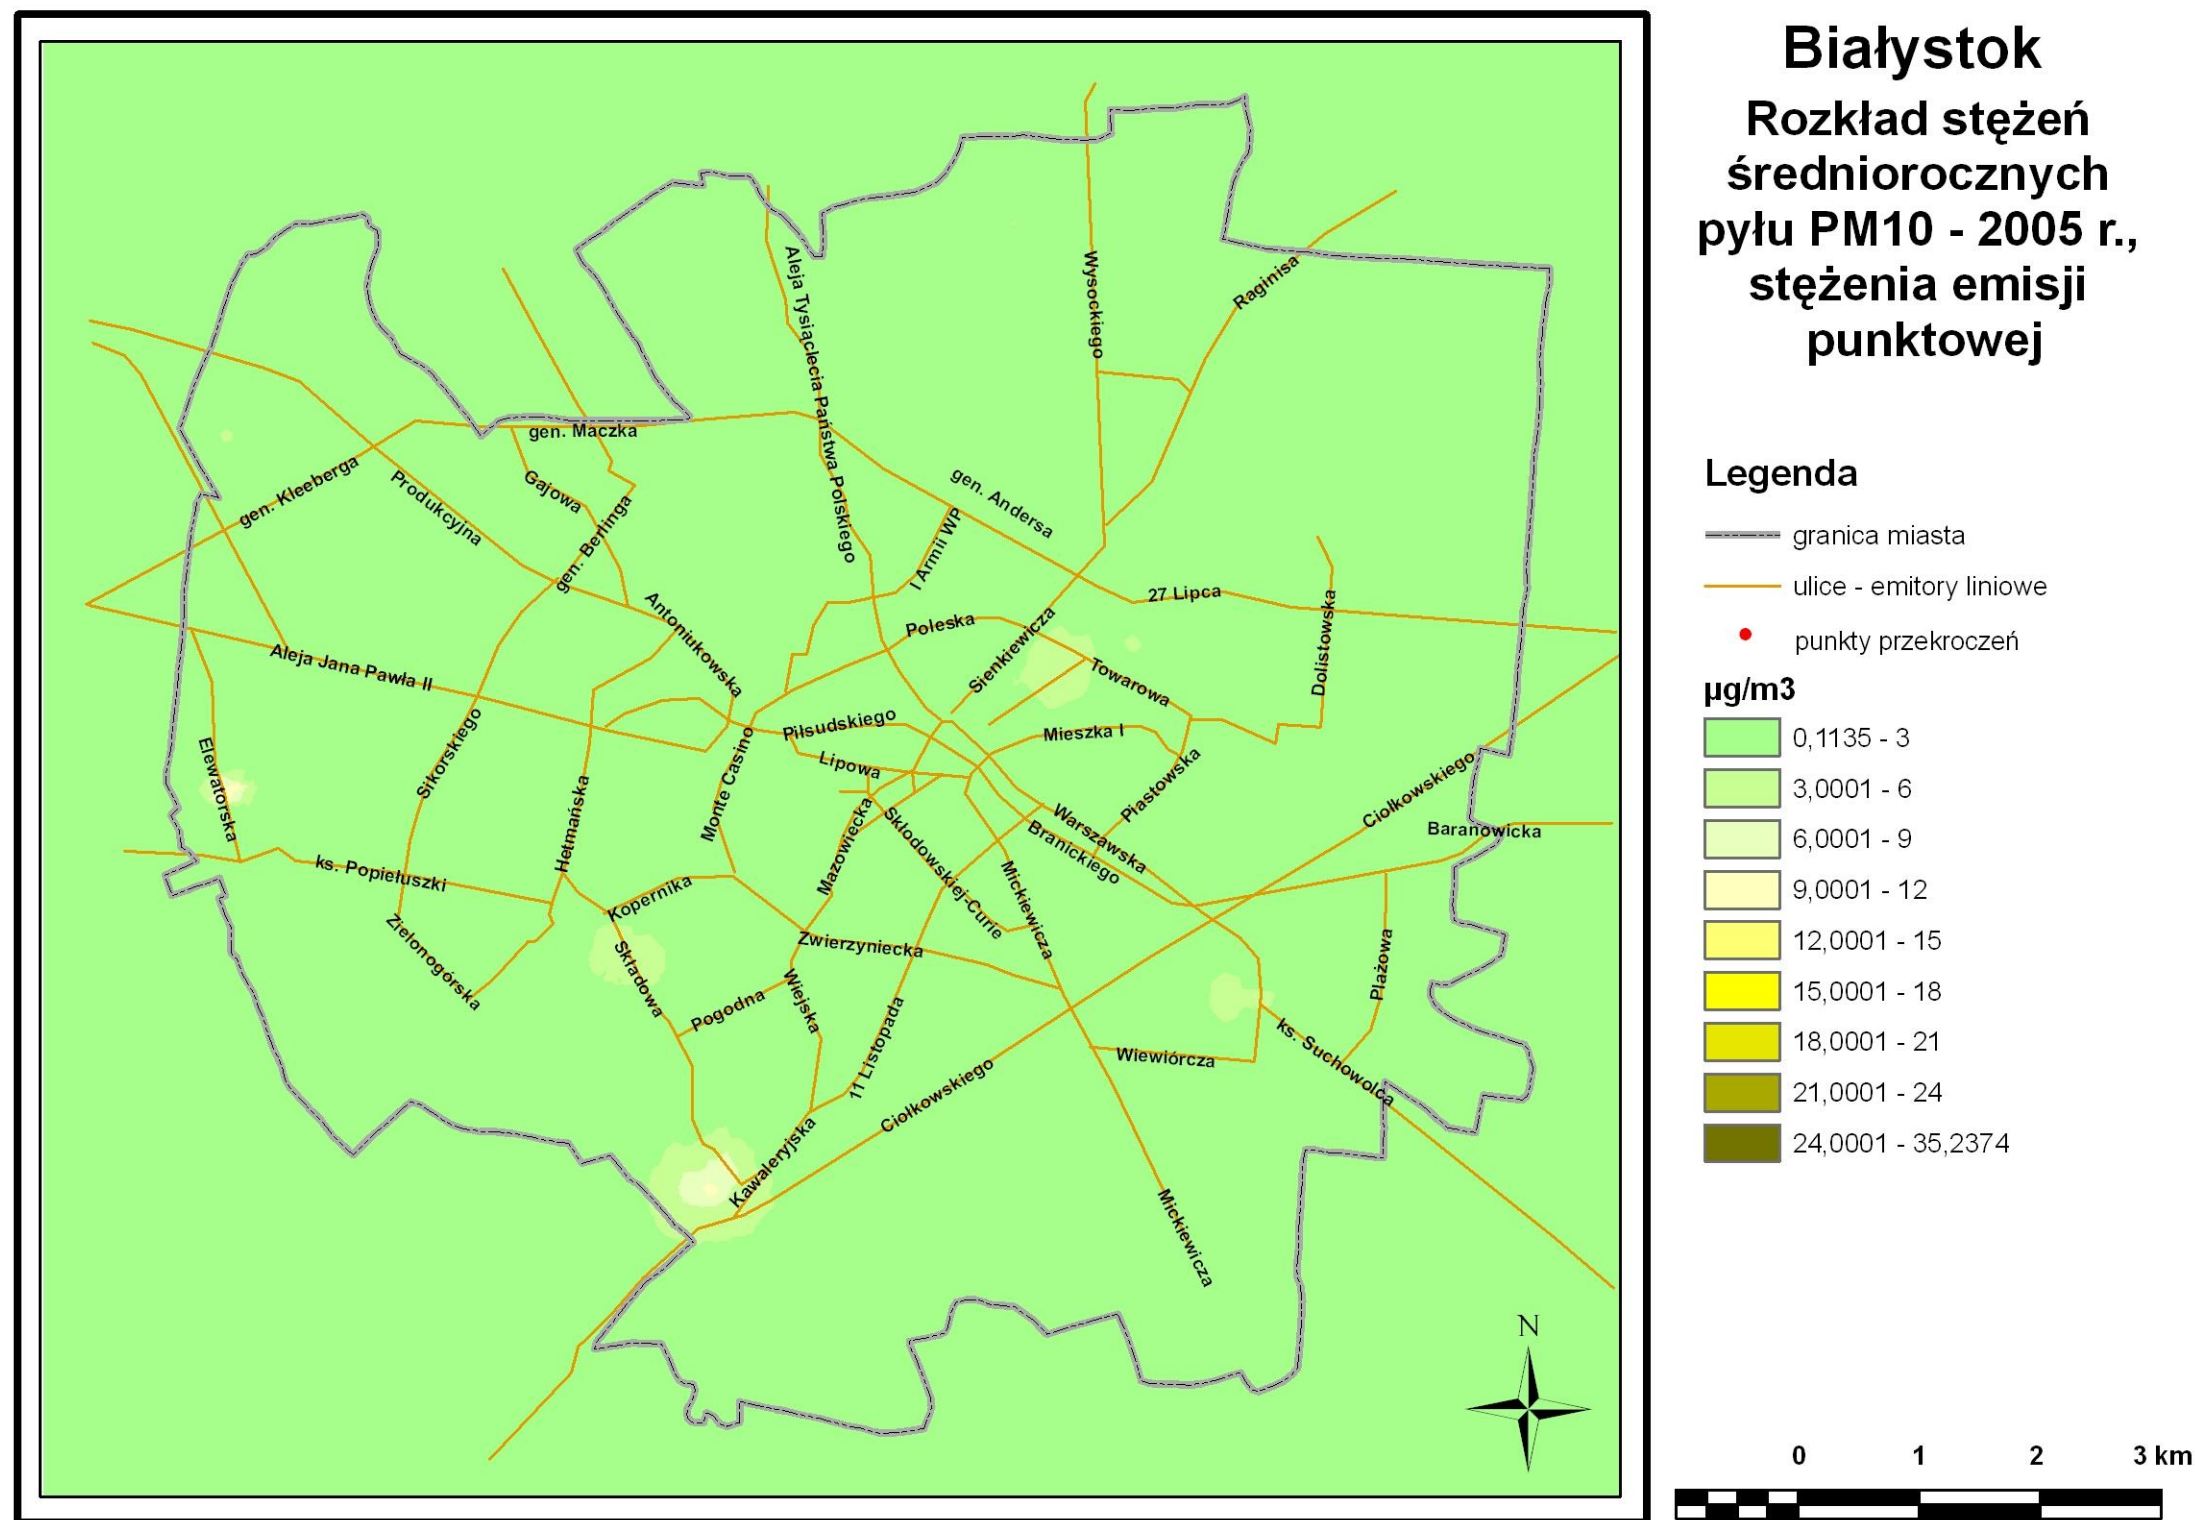 Białystok
Rozkład stężeń
średniorocznych
pyłu PM10 - 2005 r.,
stężenia emisji
punktowej
Legenda
granica miasta
ulice - emitory liniowe
punkty przekroczeń
µg/m3
0,1135 - 3
3,0001 - 6
6,0001 - 9
9,0001 - 12
12,0001 - 15
15,0001 - 18
18,0001 - 21
21,0001 - 24
24,0001 - 35,2374
Aleja Tysiąclecia Państwa Polskiego
Wysockiego
Raginisa
gen. Maczka
gen. Kleeberga
Produkcyjna
Gajowa
gen. Berlinga
gen. Andersa
I Armii WP
27 Lipca
Antoniukowska
Poleska
Sienkiewicza
Dolistowska
Aleja Jana Pawła II
Towarowa
Piłsudskiego
Mieszka I
Elewatorska
Sikorskiego
Lipowa
Monte Casino
Hetmańska
Piastowska
Ciołkowskiego
Baranowicka
Mazowiecka
Skłodowskiej-Curie
Warszawska
Branickiego
Mickiewicza
ks. Popiełuszki
Kopernika
Zielonogórska
Składowa
Zwierzyniecka
Plażowa
Pogodna
Wiejska
11 Listopada
Ciołkowskiego
Wiewiórcza
ks. Suchowolca
Kawaleryjska
Mickiewicza
N
0 1 2 3 km